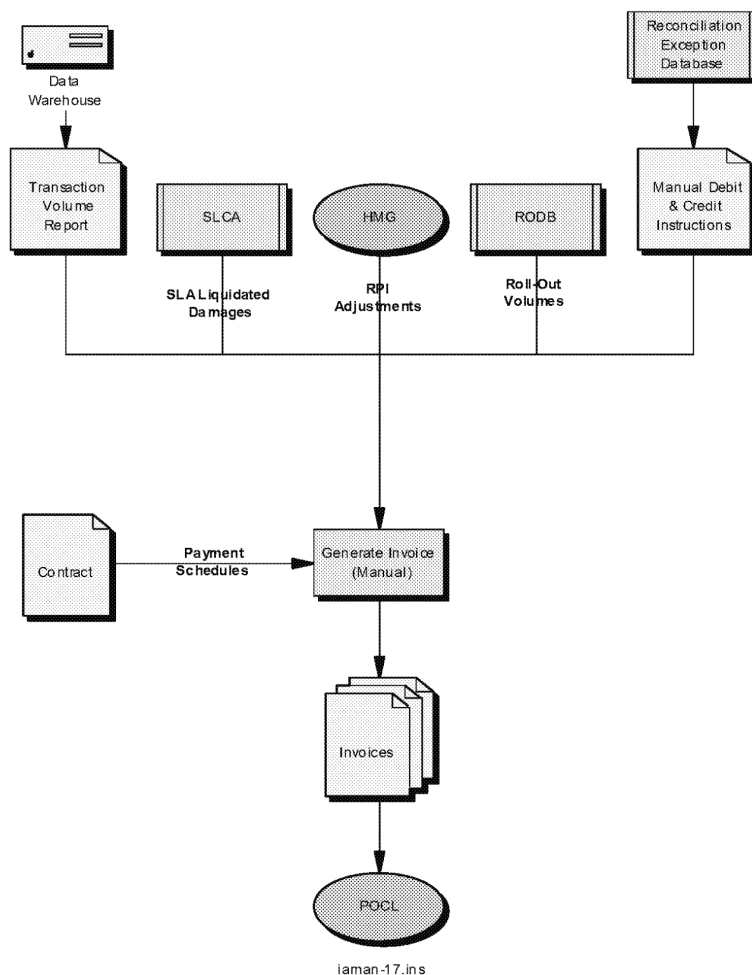 Reconciliation
Exception
Database
Data
Warehouse
Transaction
Volume
Report
SLCA
HMG
RODB
Manual Debit
& Credit
Instructions
SLA Liquidated
Damages
RPI
Adjustments
Roll-Out
Volumes
Contract
Payment
Schedules
Generate Invoice
(Manual)
Invoices
POCL
iaman-17.ins